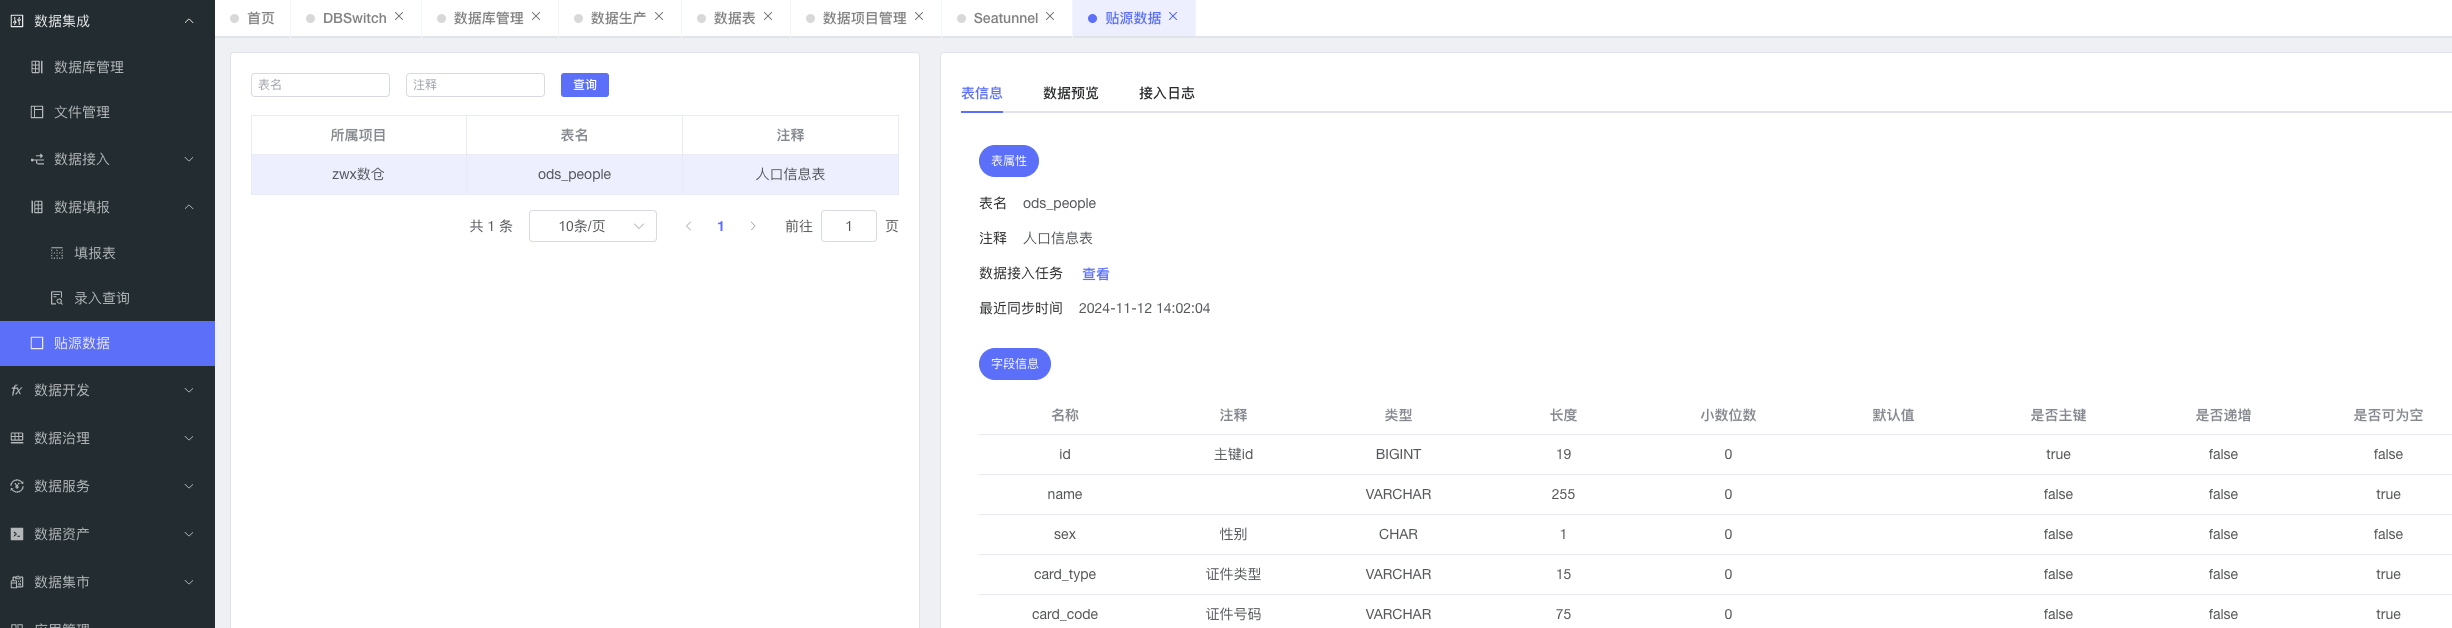 数据集成
数据库管理
文件管理
数据接入
数据填报
填报表
录入查询
贴源数据
数据开发
数据治理
数据服务
数据资产
数据集市
应用管理
首页 DBSwitch 数据库管理 数据生产 数据表 数据项目管理 Seatunnel 贴源数据
表名 注释 查询
所属项目 表名 注释
zwx数仓 ods_people 人口信息表
共 1 条 10条/页 1 前往 1 页
表信息 数据预览 接入日志
表属性
表名 ods_people
注释 人口信息表
数据接入任务 查看
最近同步时间 2024-11-12 14:02:04
字段信息
名称 注释 类型 长度 小数位数 默认值 是否主键 是否递增 是否可为空
id 主键id BIGINT 19 0 true false false
name VARCHAR 255 0 false false true
sex 性别 CHAR 1 0 false false false
card_type 证件类型 VARCHAR 15 0 false false true
card_code 证件号码 VARCHAR 75 0 false false true